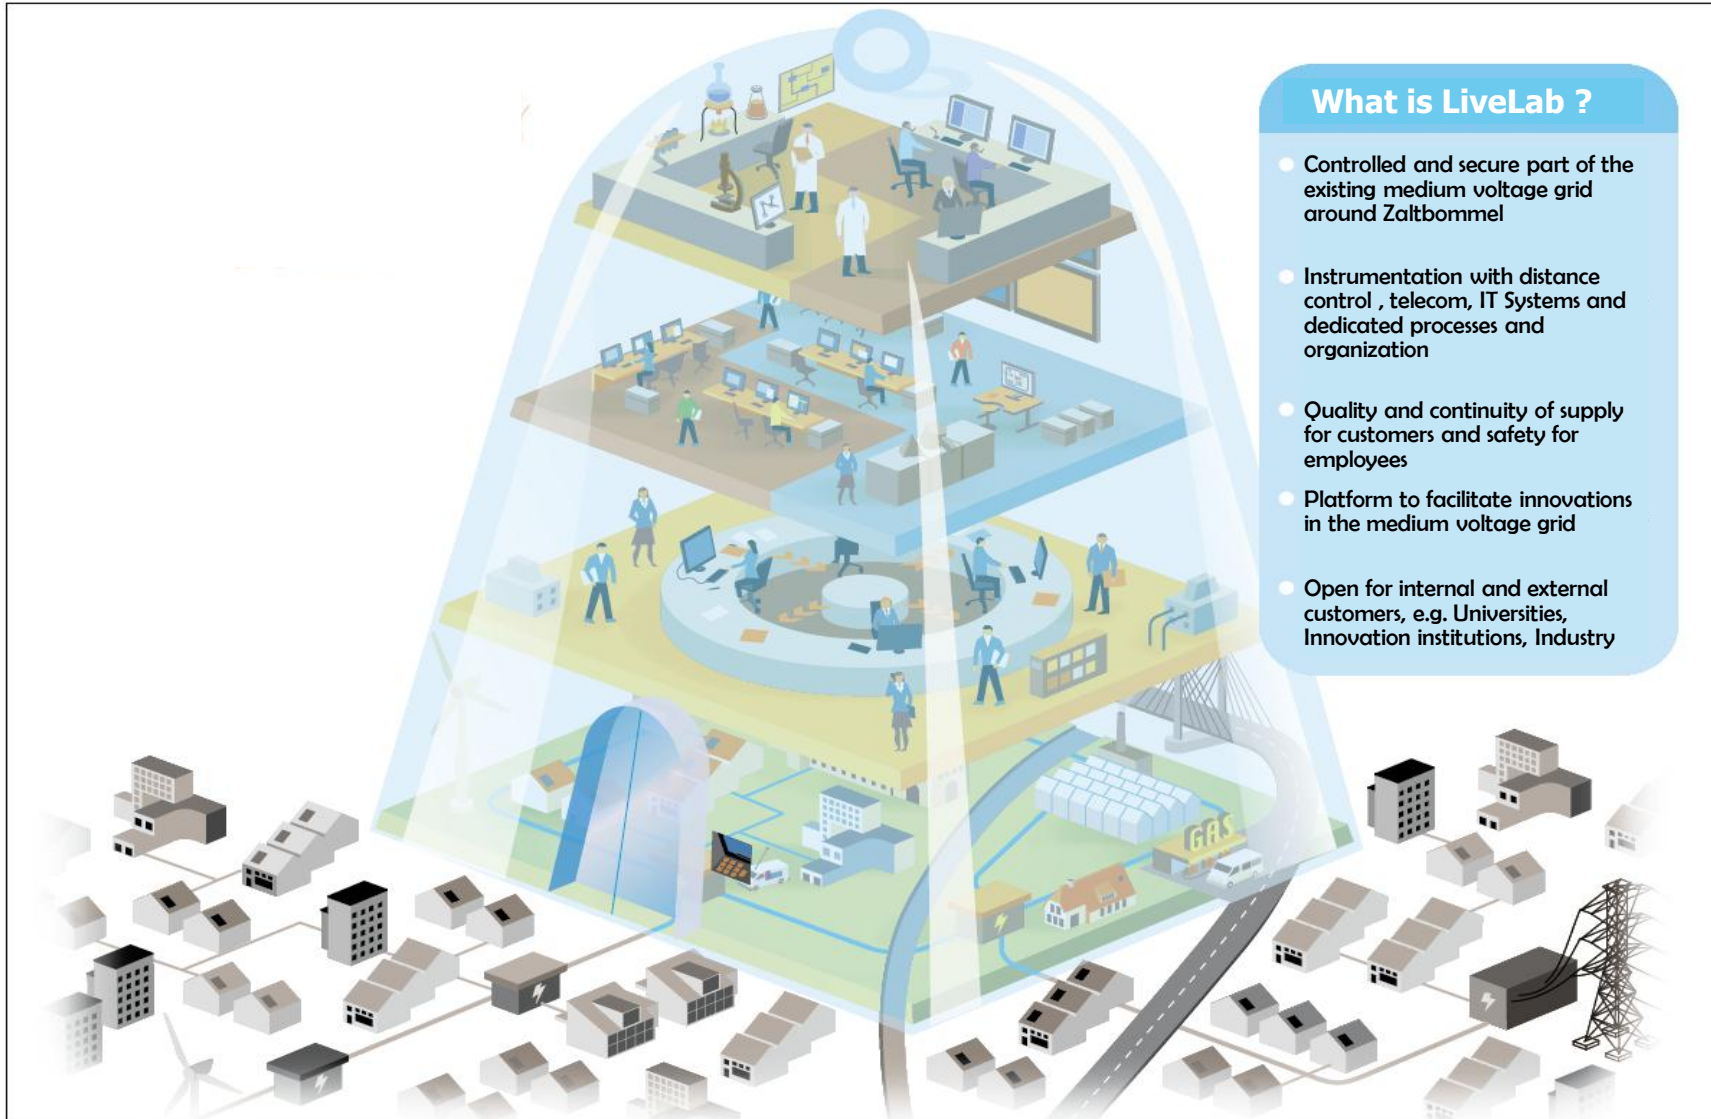 What is LiveLab ?
Controlled and secure part of the
existing medium voltage grid
around Zaltbommel
Instrumentation with distance
control , telecom, IT Systems and
dedicated processes and
organization
Quality and continuity of supply
for customers and safety for
employees
Platform to facilitate innovations
in the medium voltage grid
Open for internal and external
customers, e.g. Universities,
Innovation institutions, Industry
GAS